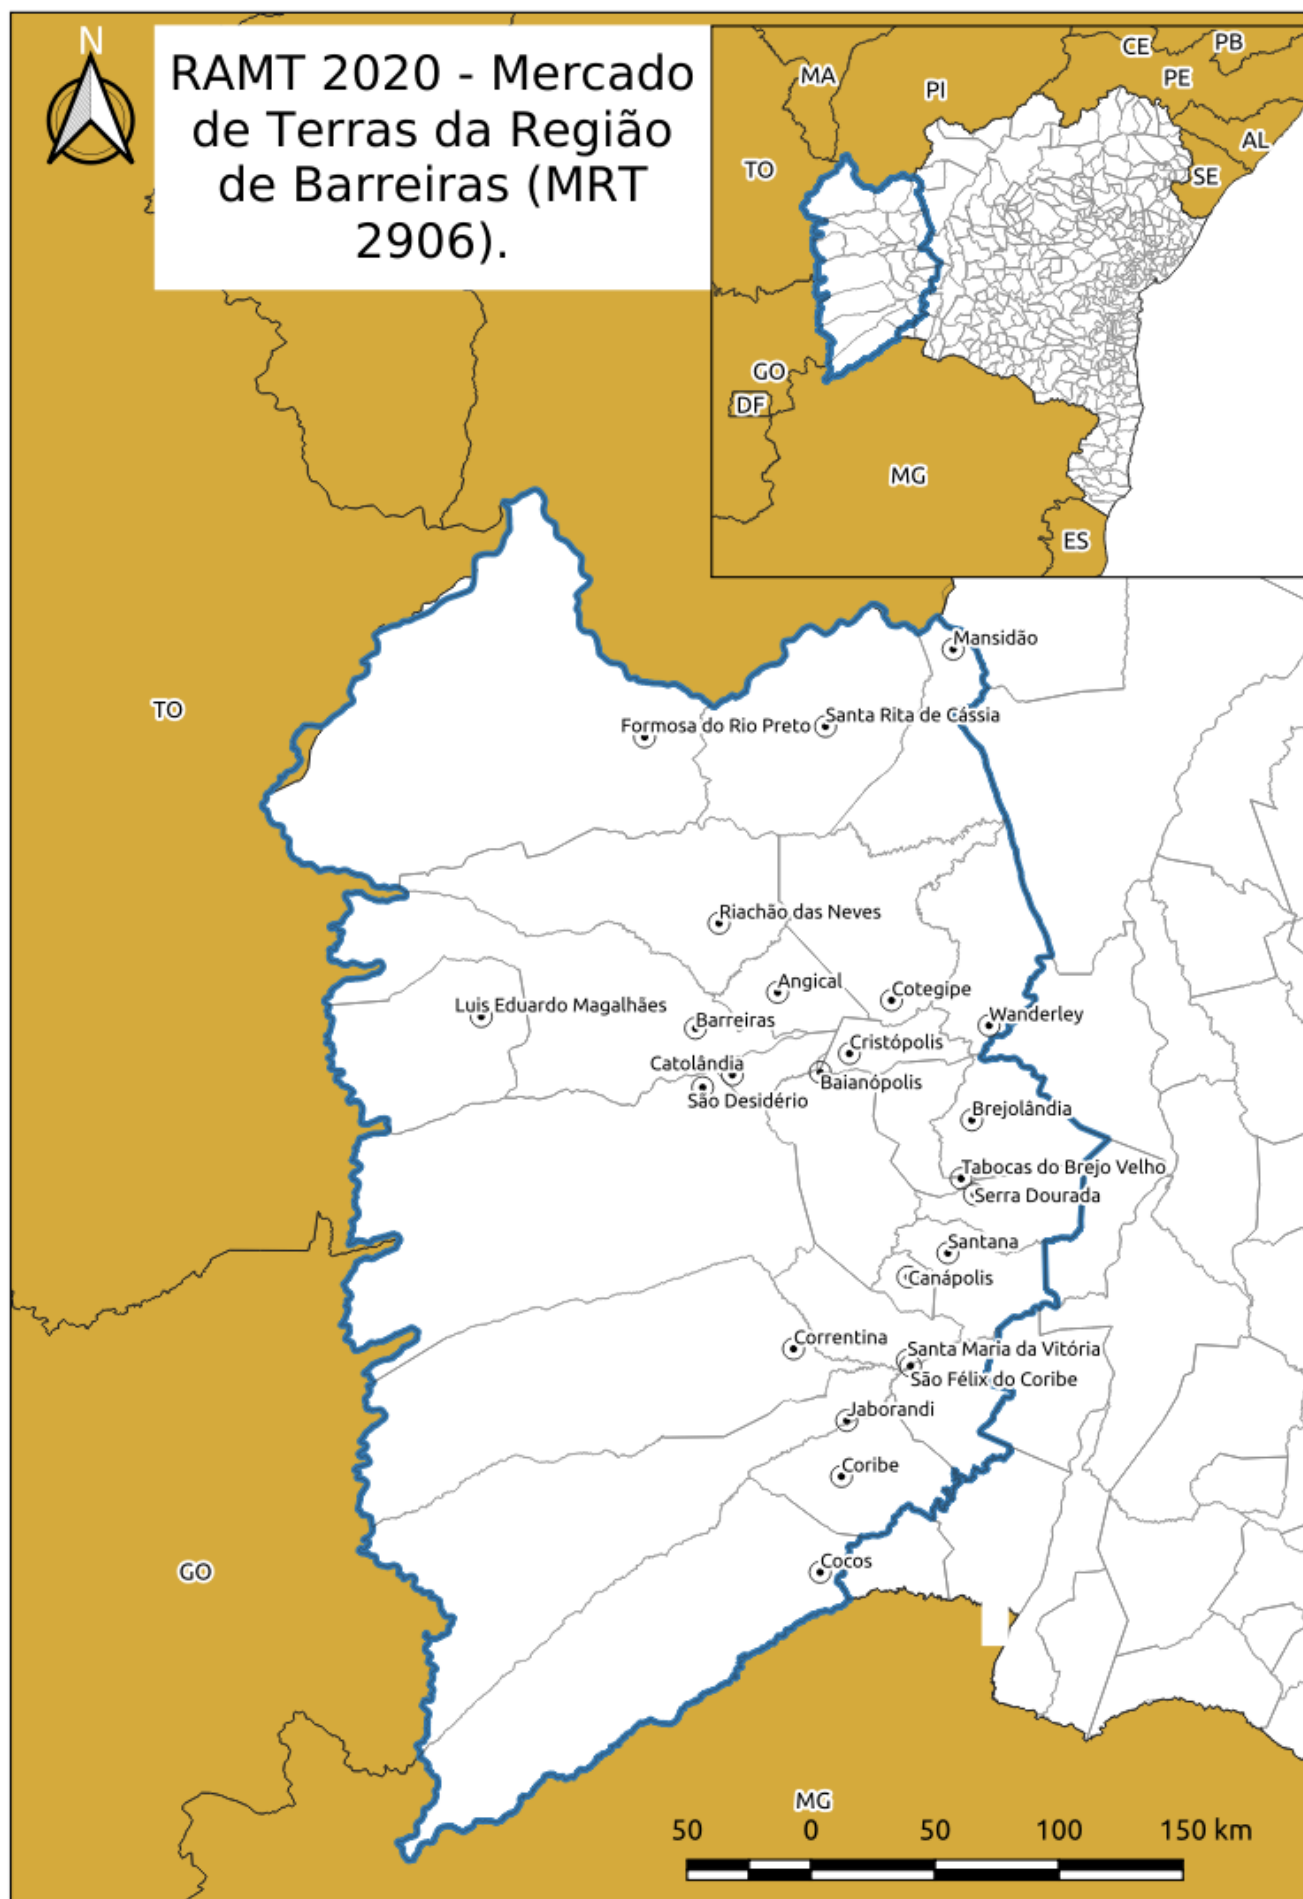 N
RAMT 2020 - Mercado
de Terras da Região
de Barreiras (MRT
2906).
CE
PB
MA
PI
PE
AL
TO
SE
GO
DF
MG
ES
Mansidão
TO
Santa Rita de Cássia
Formosa do Rio Preto
Riachão das Neves
Angical
Cotegipe
Luis Eduardo Magalhães
Wanderley
Barreiras
Cristópolis
Catolândia
Baianópolis
São Desidério
Brejolândia
Tabocas do Brejo Velho
Serra Dourada
Santana
Canápolis
Correntina
Santa Maria da Vitória
São Félix do Coribe
Jaborandi
Coribe
Cocos
GO
MG
50 0 50 100 150 km